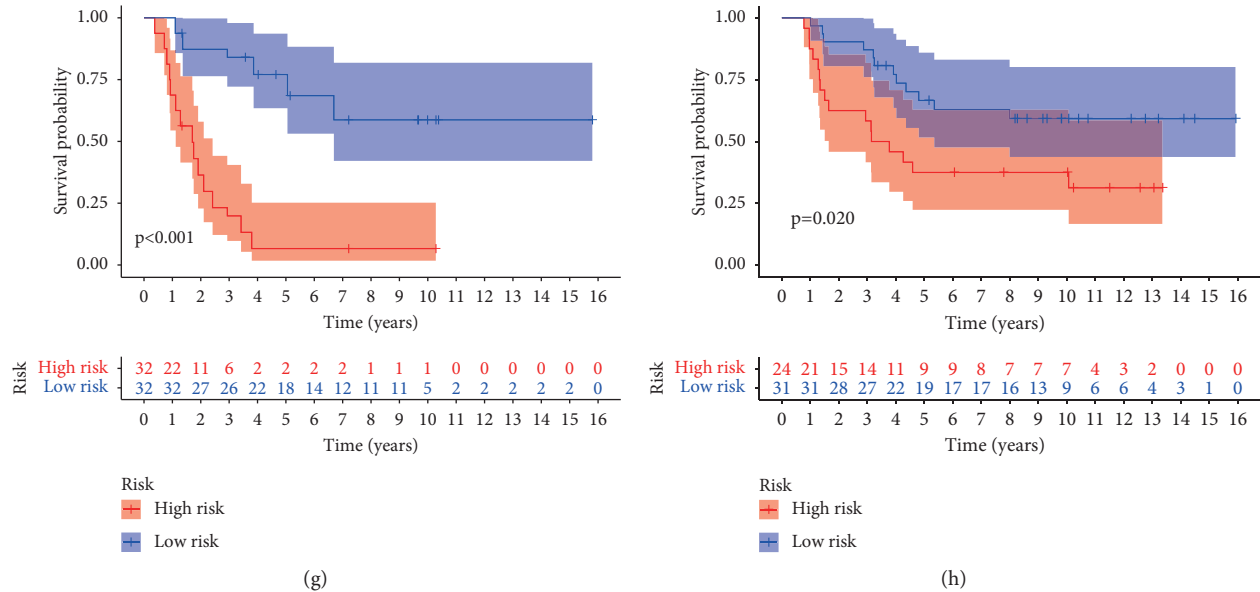 1.00
0.75
0.50
0.25
0.00
Survival probability
p<0.001
0 1 2 3 4 5 6 7 8 9 10 11 12 13 14 15 16
Time (years)
Risk
High risk 32 22 11 6 2 2 2 2 1 1 1 0 0 0 0 0 0
Low risk 32 32 27 26 22 18 14 12 11 11 5 2 2 2 2 2 0
0 1 2 3 4 5 6 7 8 9 10 11 12 13 14 15 16
Time (years)
Risk
High risk
Low risk
(g)
1.00
0.75
0.50
0.25
0.00
Survival probability
p=0.020
0 1 2 3 4 5 6 7 8 9 10 11 12 13 14 15 16
Time (years)
Risk
High risk 24 21 15 14 11 9 9 8 7 7 7 4 3 2 0 0 0
Low risk 31 31 28 27 22 19 17 17 16 13 9 6 6 4 3 1 0
0 1 2 3 4 5 6 7 8 9 10 11 12 13 14 15 16
Time (years)
Risk
High risk
Low risk
(h)